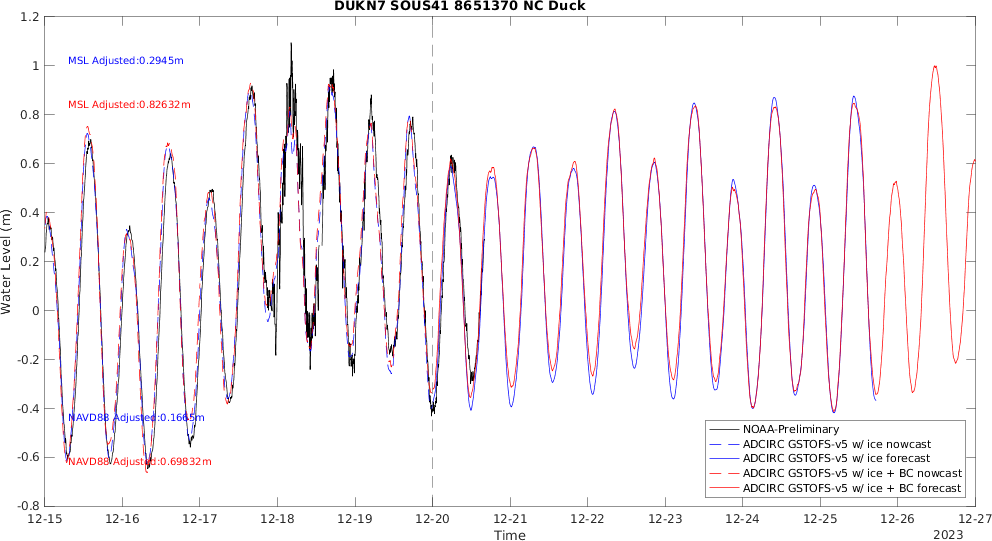 DUKN7 SOUS41 8651370 NC Duck
Water Level (m)
1.2
1
0.8
0.6
0.4
0.2
0
-0.2
-0.4
-0.6
-0.8
MSL Adjusted:0.2945m
MSL Adjusted:0.82632m
NAVD88 Adjusted:0.1665m
NAVD88 Adjusted:0.69832m
NOAA-Preliminary
ADCIRC GSTOFS-v5 w/ ice nowcast
ADCIRC GSTOFS-v5 w/ ice forecast
ADCIRC GSTOFS-v5 w/ ice + BC nowcast
ADCIRC GSTOFS-v5 w/ ice + BC forecast
12-15 12-16 12-17 12-18 12-19 12-20 12-21 12-22 12-23 12-24 12-25 12-26 12-27
Time
2023